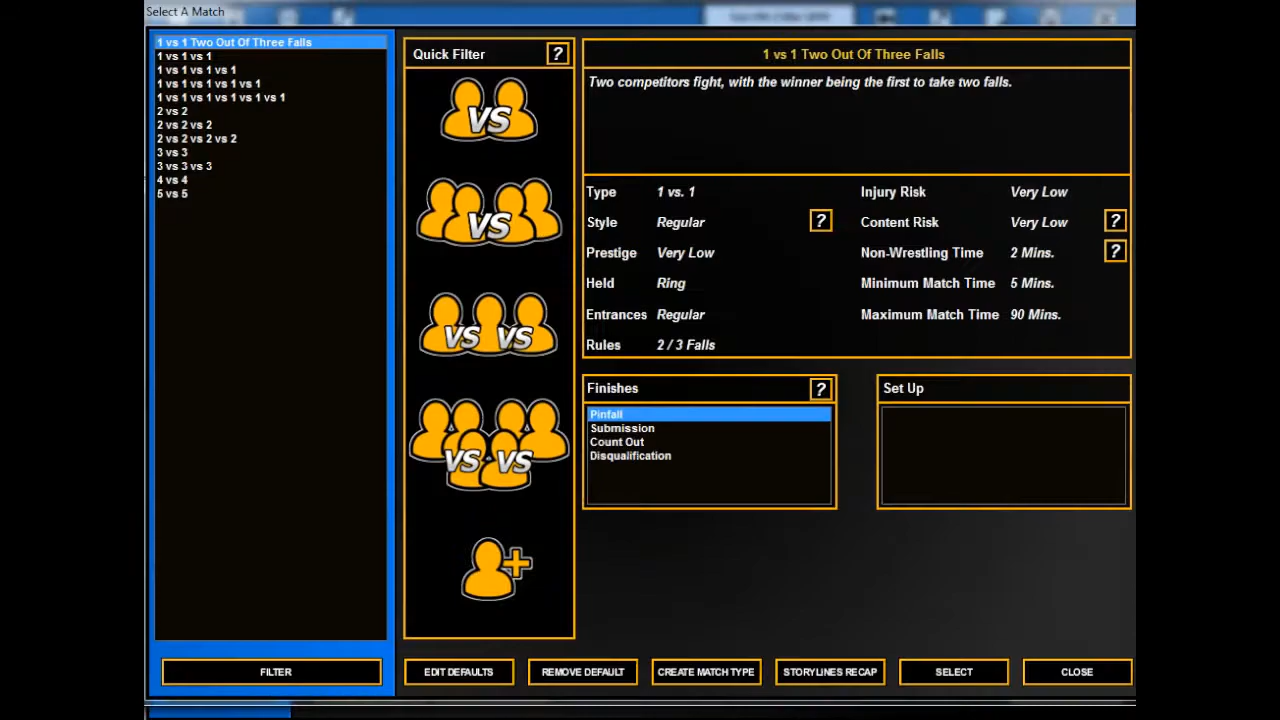 Select A Match
1 vs 1 Two Out Of Three Falls
1 vs 1 vs 1
1 vs 1 vs 1 vs 1
1 vs 1 vs 1 vs 1 vs 1
1 vs 1 vs 1 vs 1 vs 1 vs 1
2 vs 2
2 vs 2 vs 2
2 vs 2 vs 2 vs 2
3 vs 3
3 vs 3 vs 3
4 vs 4
5 vs 5
FILTER
Quick Filter ?
VS
VS
VS VS
VS VS
1 vs 1 Two Out Of Three Falls
Two competitors fight, with the winner being the first to take two falls.
Type 1 vs. 1 Injury Risk Very Low
Style Regular ? Content Risk Very Low ?
Prestige Very Low Non-Wrestling Time 2 Mins. ?
Held Ring Minimum Match Time 5 Mins.
Entrances Regular Maximum Match Time 90 Mins.
Rules 2 / 3 Falls
Finishes ?
Pinfall
Submission
Count Out
Disqualification
Set Up
EDIT DEFAULTS REMOVE DEFAULT CREATE MATCH TYPE STORYLINES RECAP SELECT CLOSE